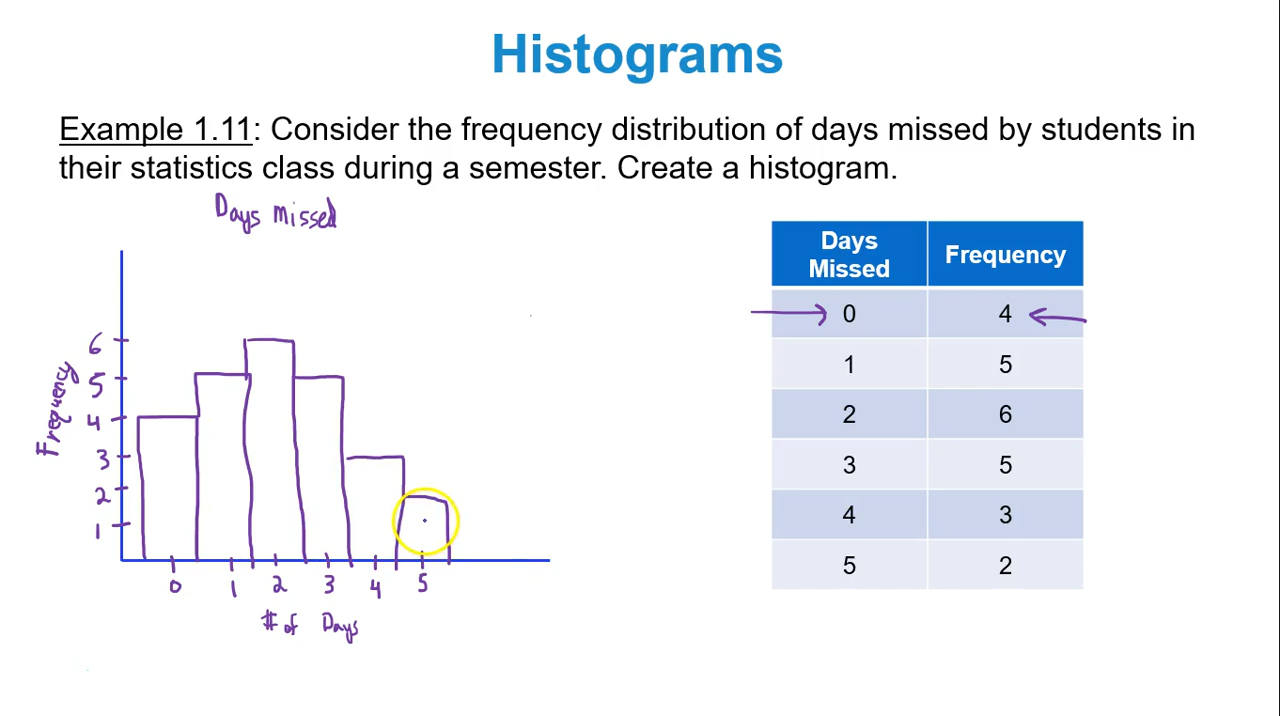 Histograms
Example 1.11: Consider the frequency distribution of days missed by students in
their statistics class during a semester. Create a histogram.
Days Missed
Frequency
6
5
4
3
2
1
0 1 2 3 4 5
# of Days
Days Missed Frequency
0 4
1 5
2 6
3 5
4 3
5 2